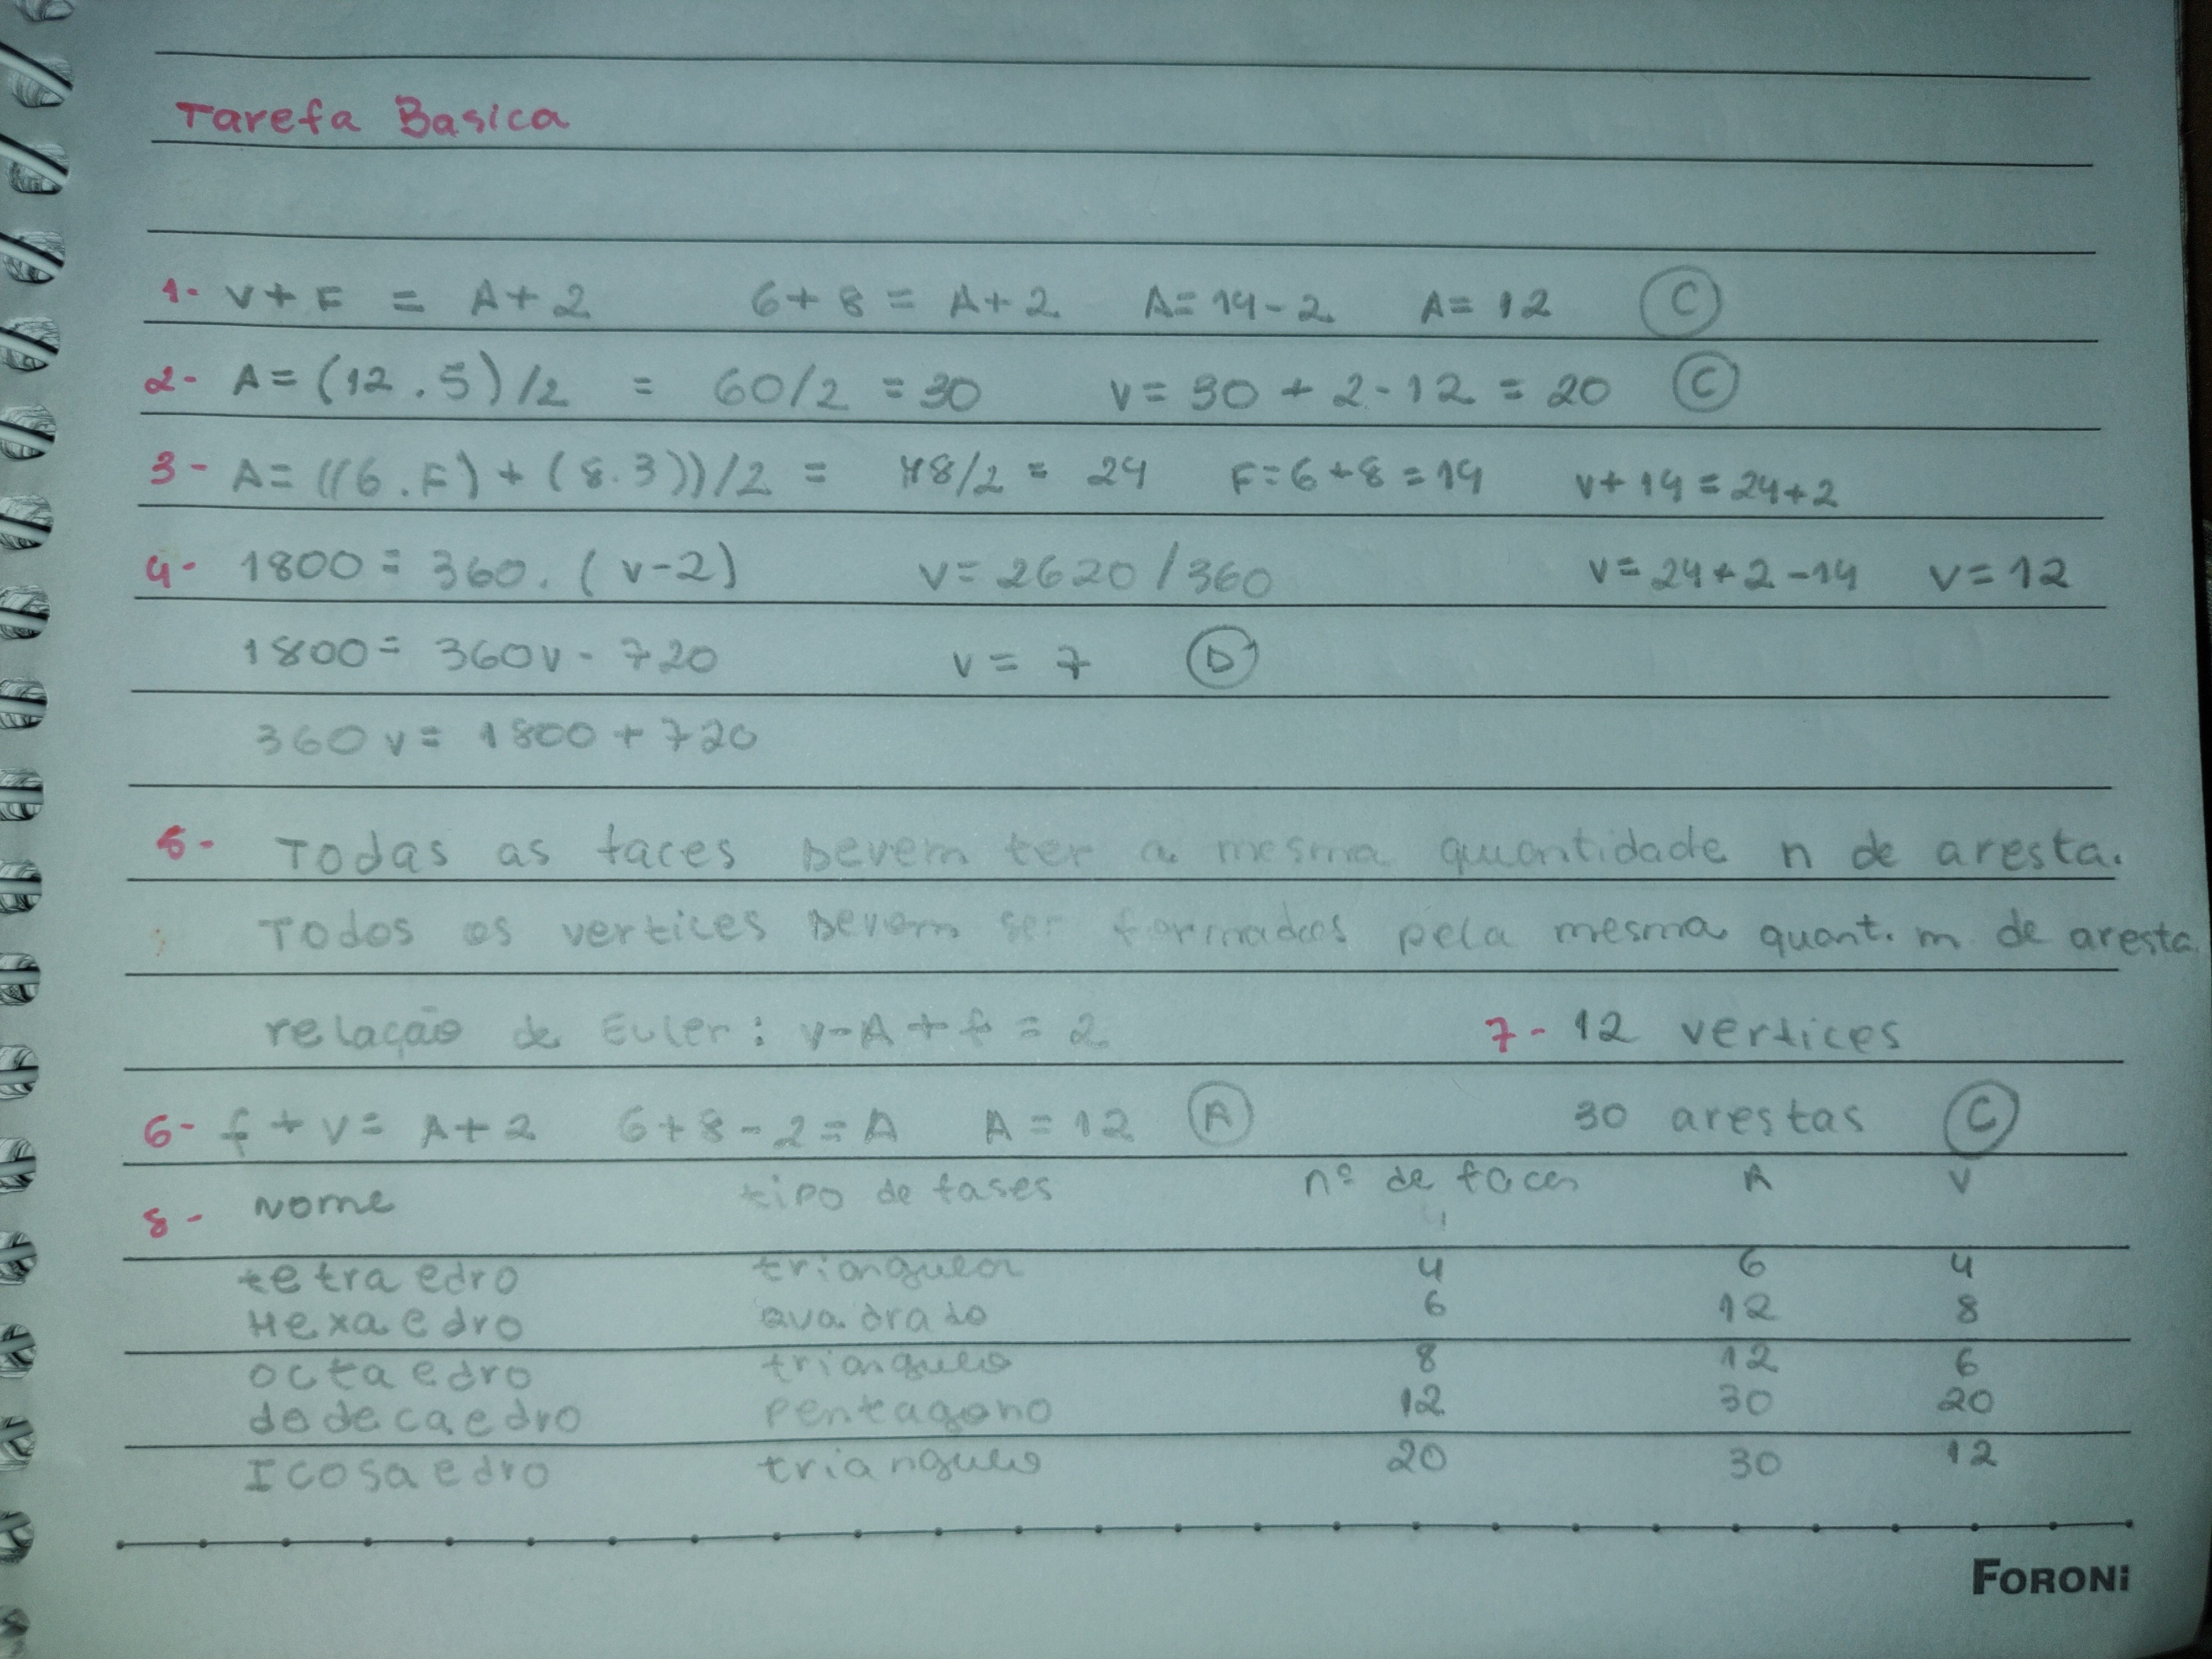 Tarefa Basica
1- V + F = A + 2 6 + 8 = A + 2 A = 14 - 2 A = 12 C
2- A = (12 . 5) / 2 = 60/2 = 30 V = 30 + 2 - 12 = 20 C
3- A = ((6 . F) + (8 . 3)) / 2 = 48/2 = 24 F = 6 + 8 = 14 V + 14 = 24 + 2
V = 24 + 2 - 14 V = 12
4- 1800 = 360 . (V - 2) V = 2620 / 360
1800 = 360V - 720 V = 7 D
360V = 1800 + 720
5- Todas as faces Devem ter a mesma quantidade n de aresta.
Todos os vertices Devem ser formados pela mesma quant. m de aresta
relação de Euler: V - A + f = 2
6- f + V = A + 2 6 + 8 - 2 = A A = 12 A
7- 12 vertices
30 arestas C
8- Nome tipo de fases nº de faces A V
tetraedro triangular 4 6 4
Hexaedro Quadrado 6 12 8
octaedro triangulo 8 12 6
dodecaedro pentagono 12 30 20
Icosaedro triangulo 20 30 12
FORONi